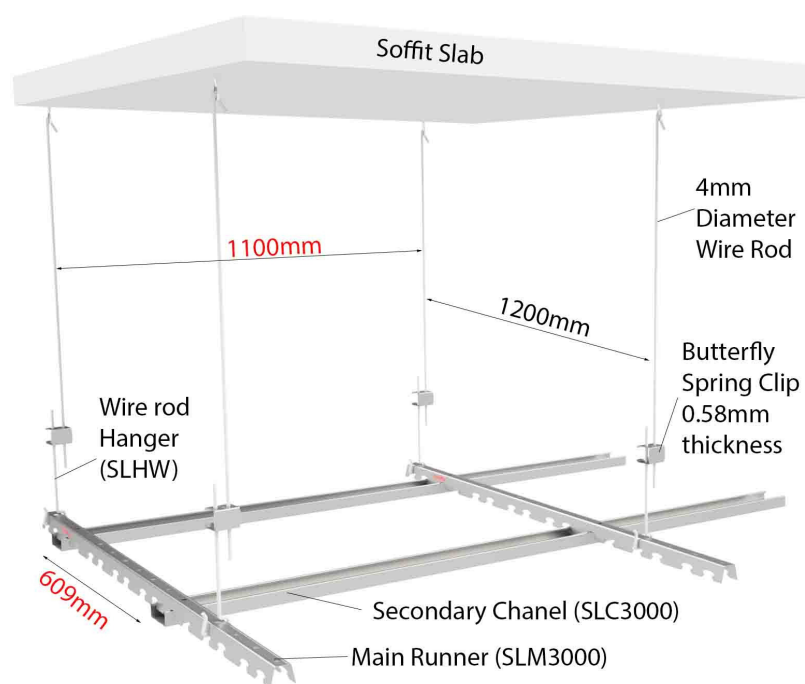 Soffit Slab
4mm
Diameter
Wire Rod
1100mm
1200mm
Butterfly
Spring Clip
0.58mm
thickness
Wire rod
Hanger
(SLHW)
609mm
Secondary Chanel (SLC3000)
Main Runner (SLM3000)